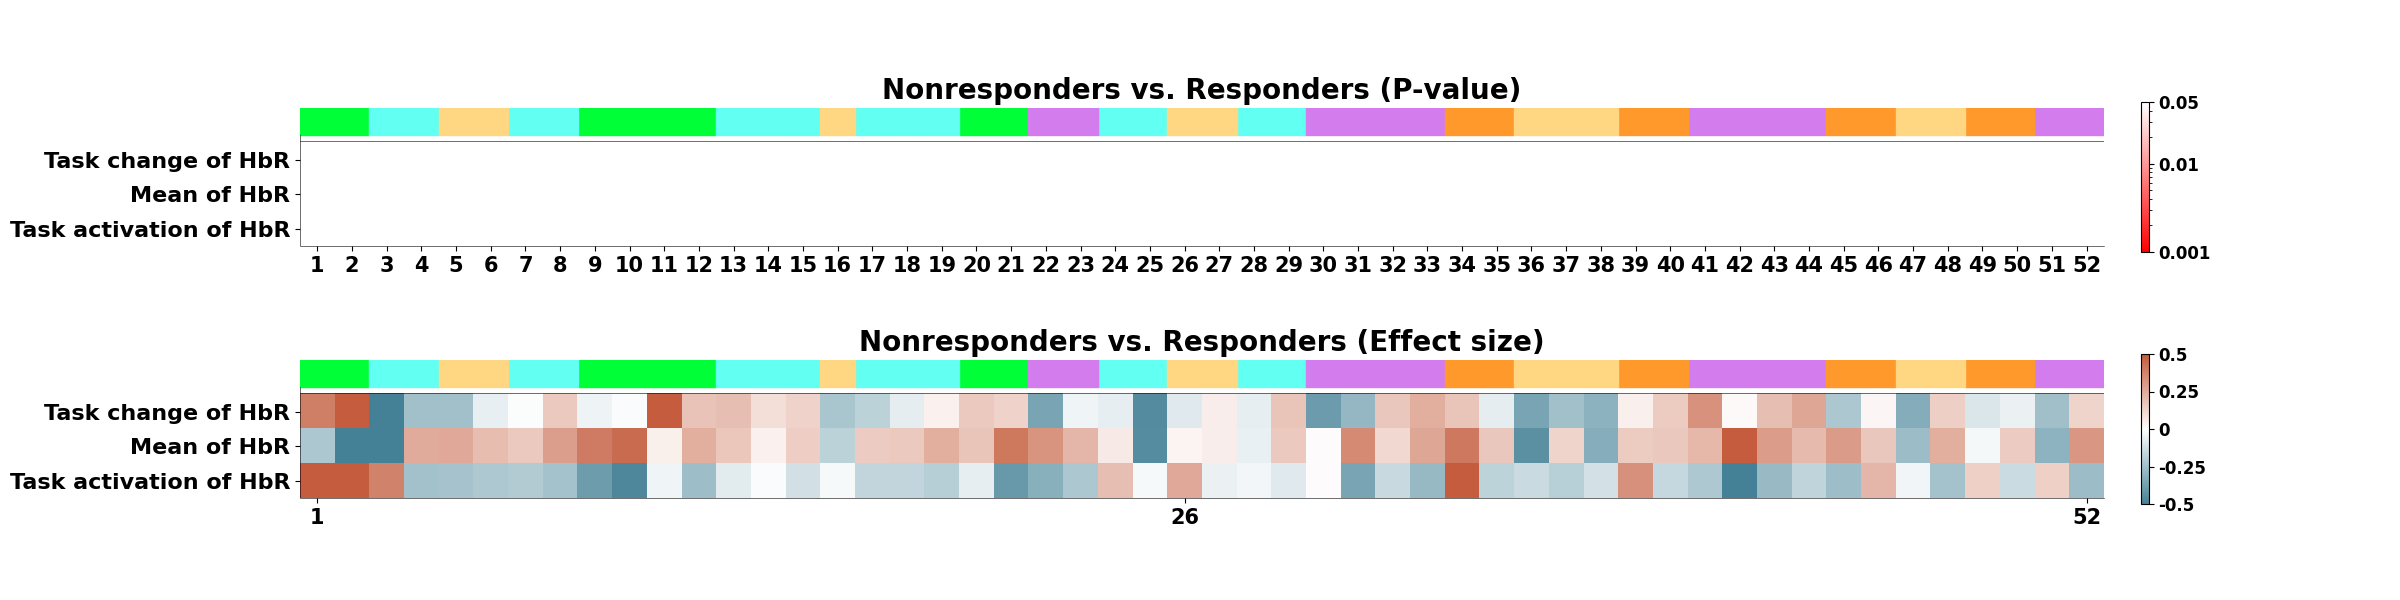 Nonresponders vs. Responders (P-value)
Task change of HbR
Mean of HbR
Task activation of HbR
1 2 3 4 5 6 7 8 9 10 11 12 13 14 15 16 17 18 19 20 21 22 23 24 25 26 27 28 29 30 31 32 33 34 35 36 37 38 39 40 41 42 43 44 45 46 47 48 49 50 51 52
0.05
0.01
0.001
Nonresponders vs. Responders (Effect size)
Task change of HbR
Mean of HbR
Task activation of HbR
1 26 52
0.5
0.25
0
-0.25
-0.5